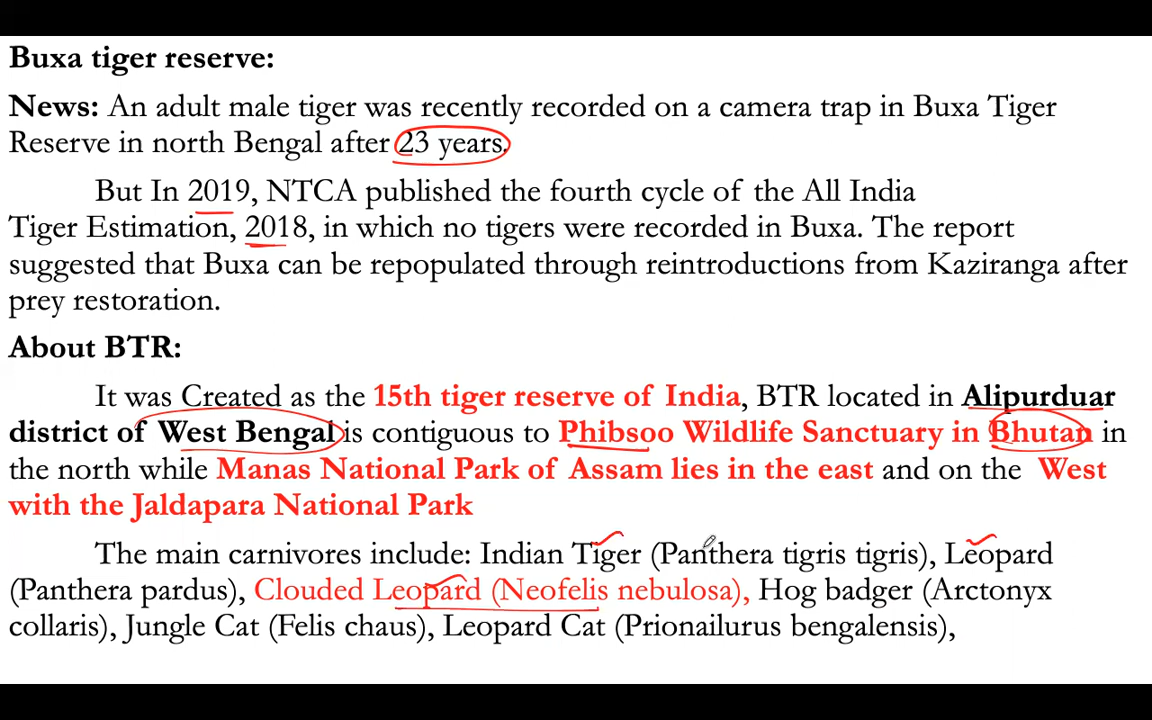 Buxa tiger reserve:
News: An adult male tiger was recently recorded on a camera trap in Buxa Tiger
Reserve in north Bengal after 23 years.
But In 2019, NTCA published the fourth cycle of the All India
Tiger Estimation, 2018, in which no tigers were recorded in Buxa. The report
suggested that Buxa can be repopulated through reintroductions from Kaziranga after
prey restoration.
About BTR:
It was Created as the 15th tiger reserve of India, BTR located in Alipurduar
district of West Bengal is contiguous to Phibsoo Wildlife Sanctuary in Bhutan in
the north while Manas National Park of Assam lies in the east and on the West
with the Jaldapara National Park
The main carnivores include: Indian Tiger (Panthera tigris tigris), Leopard
(Panthera pardus), Clouded Leopard (Neofelis nebulosa), Hog badger (Arctonyx
collaris), Jungle Cat (Felis chaus), Leopard Cat (Prionailurus bengalensis),